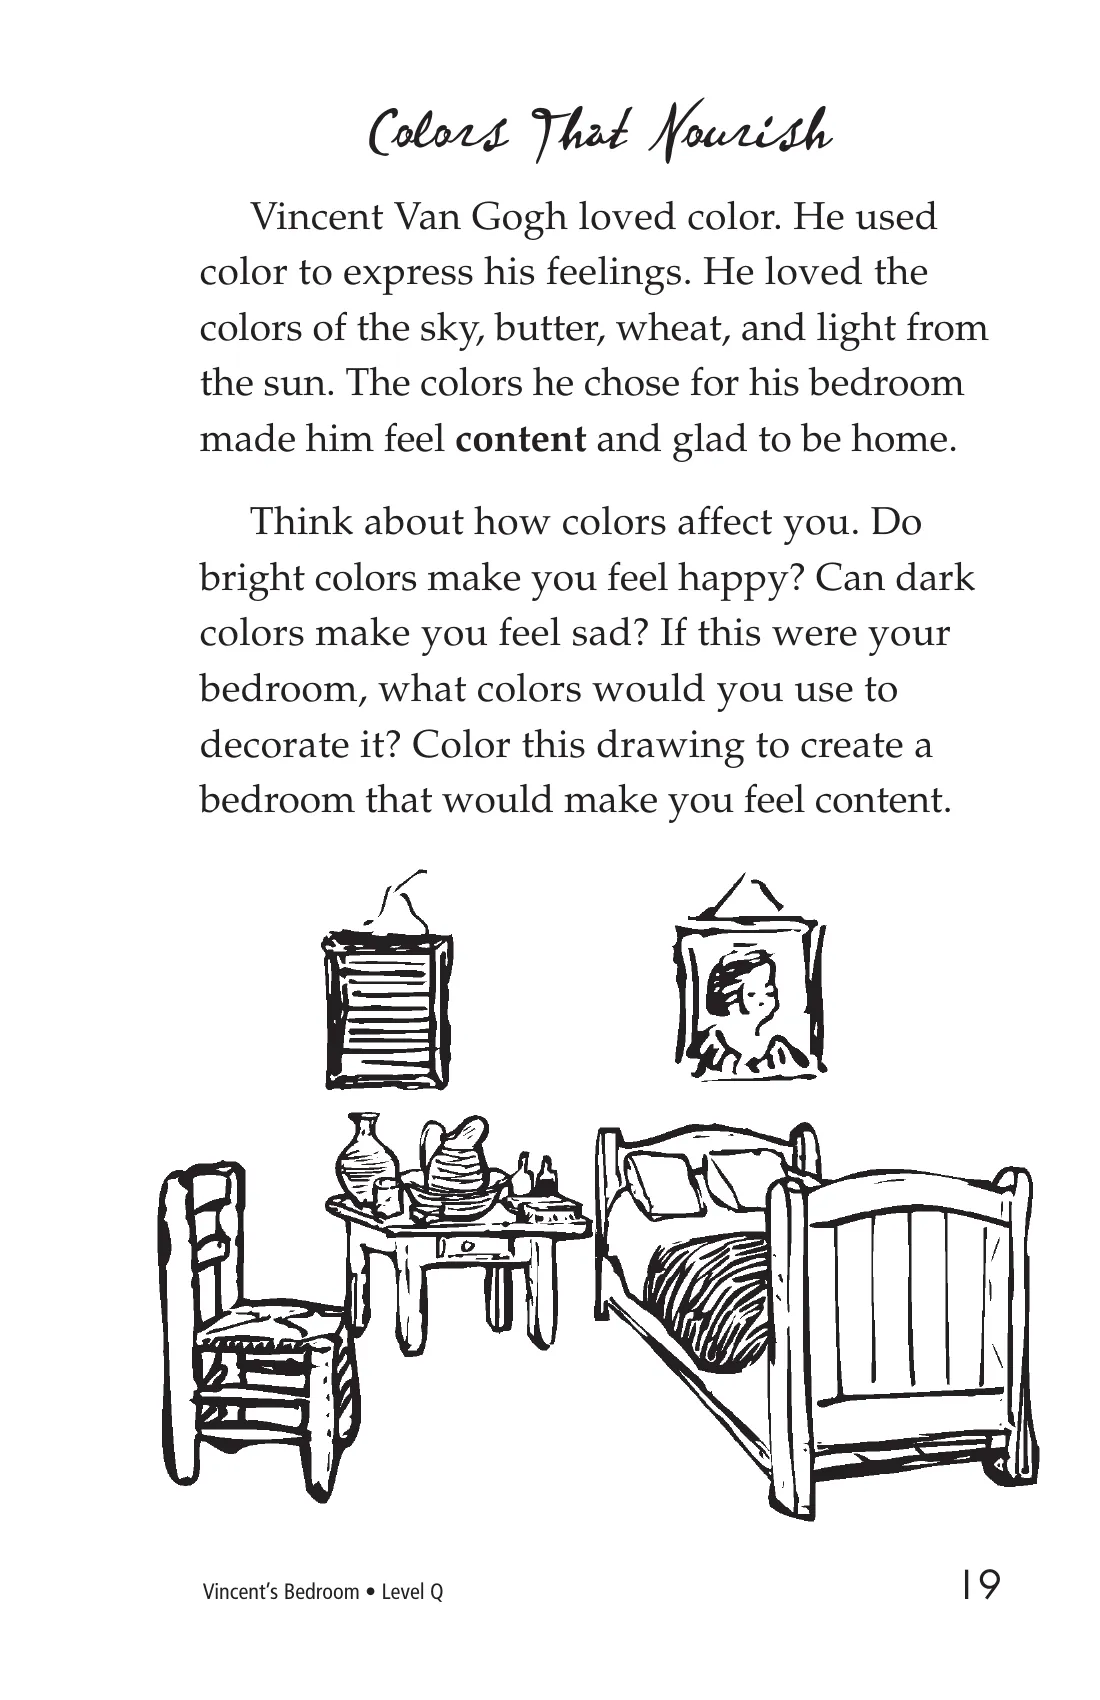 Colors That Nourish
Vincent Van Gogh loved color. He used
color to express his feelings. He loved the
colors of the sky, butter, wheat, and light from
the sun. The colors he chose for his bedroom
made him feel content and glad to be home.
Think about how colors affect you. Do
bright colors make you feel happy? Can dark
colors make you feel sad? If this were your
bedroom, what colors would you use to
decorate it? Color this drawing to create a
bedroom that would make you feel content.
Vincent's Bedroom • Level Q
19